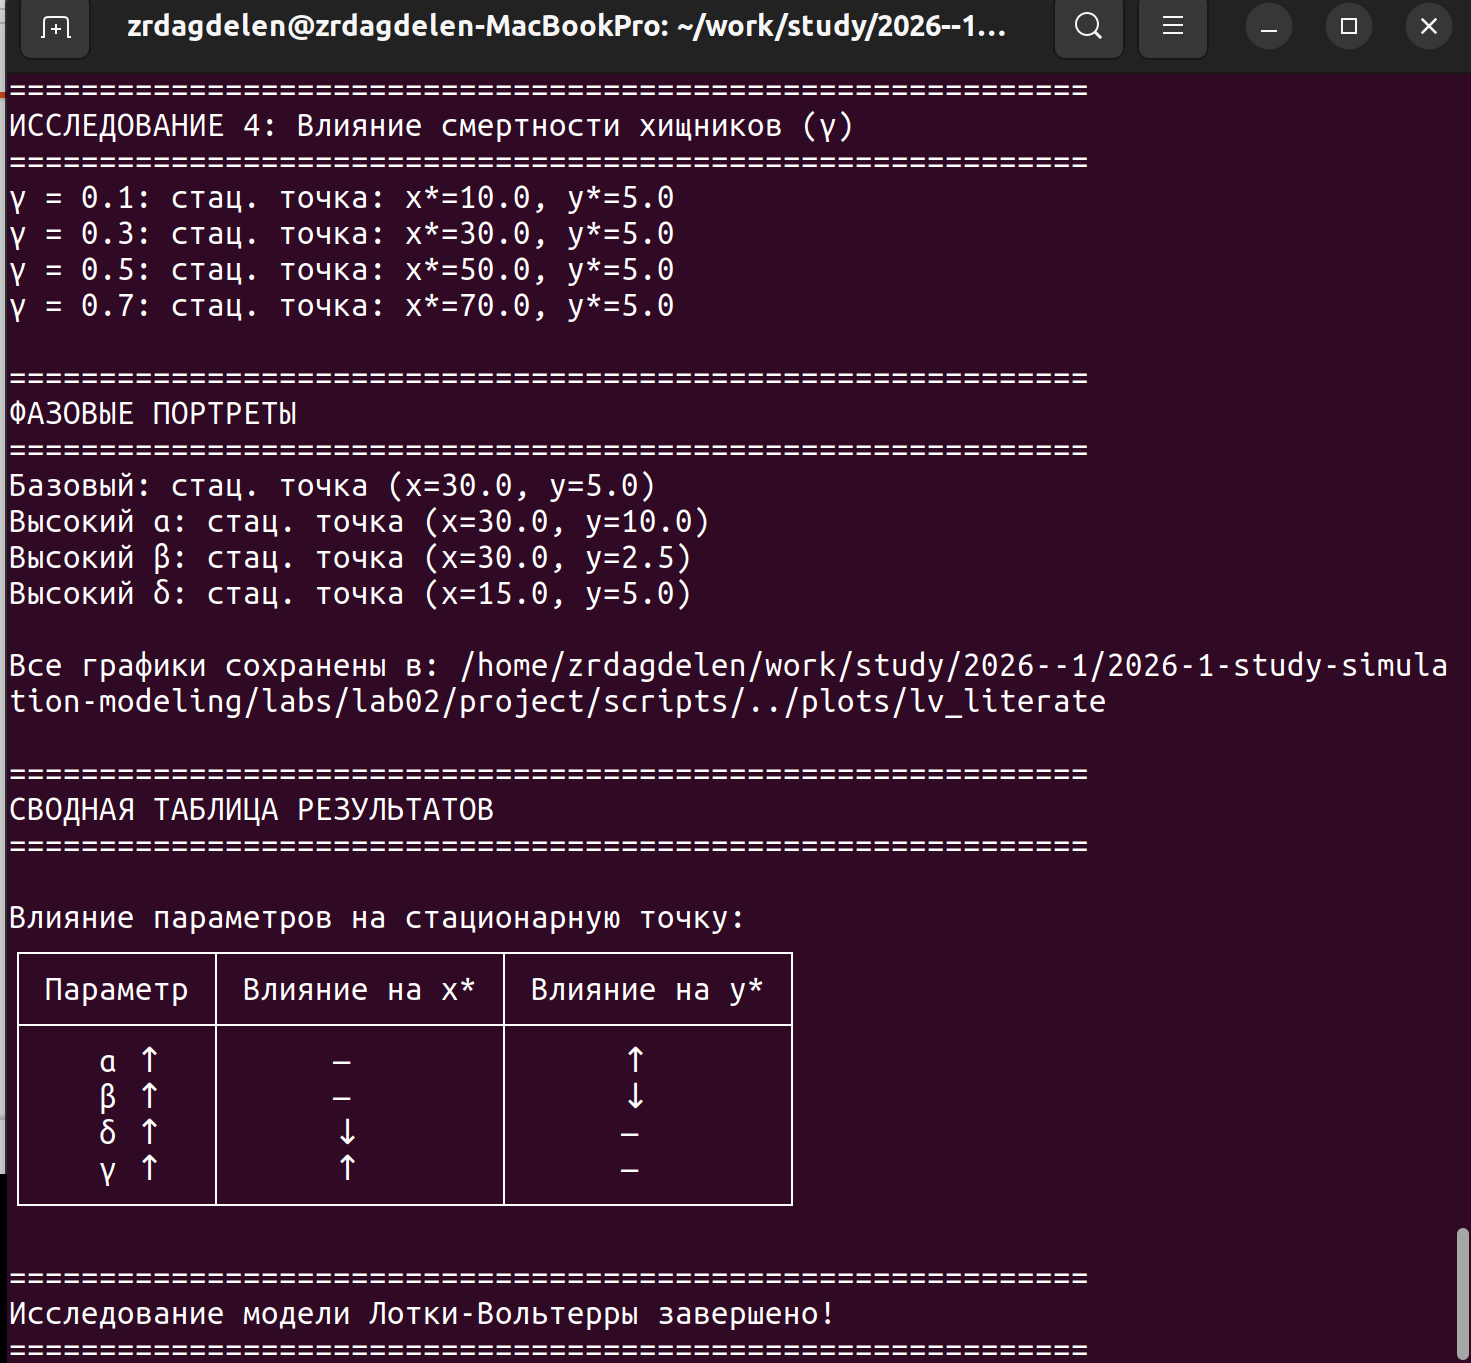 zrdagdelen@zrdagdelen-MacBookPro: ~/work/study/2026--1...
============================================================
ИССЛЕДОВАНИЕ 4: Влияние смертности хищников (γ)
============================================================
γ = 0.1: стац. точка: x*=10.0, y*=5.0
γ = 0.3: стац. точка: x*=30.0, y*=5.0
γ = 0.5: стац. точка: x*=50.0, y*=5.0
γ = 0.7: стац. точка: x*=70.0, y*=5.0
============================================================
ФАЗОВЫЕ ПОРТРЕТЫ
============================================================
Базовый: стац. точка (x=30.0, y=5.0)
Высокий α: стац. точка (x=30.0, y=10.0)
Высокий β: стац. точка (x=30.0, y=2.5)
Высокий δ: стац. точка (x=15.0, y=5.0)
Все графики сохранены в: /home/zrdagdelen/work/study/2026--1/2026-1-study-simula
tion-modeling/labs/lab02/project/scripts/../plots/lv_literate
============================================================
СВОДНАЯ ТАБЛИЦА РЕЗУЛЬТАТОВ
============================================================
Влияние параметров на стационарную точку:
Параметр Влияние на x* Влияние на y*
α ↑ — ↑
β ↑ — ↓
δ ↑ ↓ —
γ ↑ ↑ —
============================================================
Исследование модели Лотки-Вольтерры завершено!
============================================================